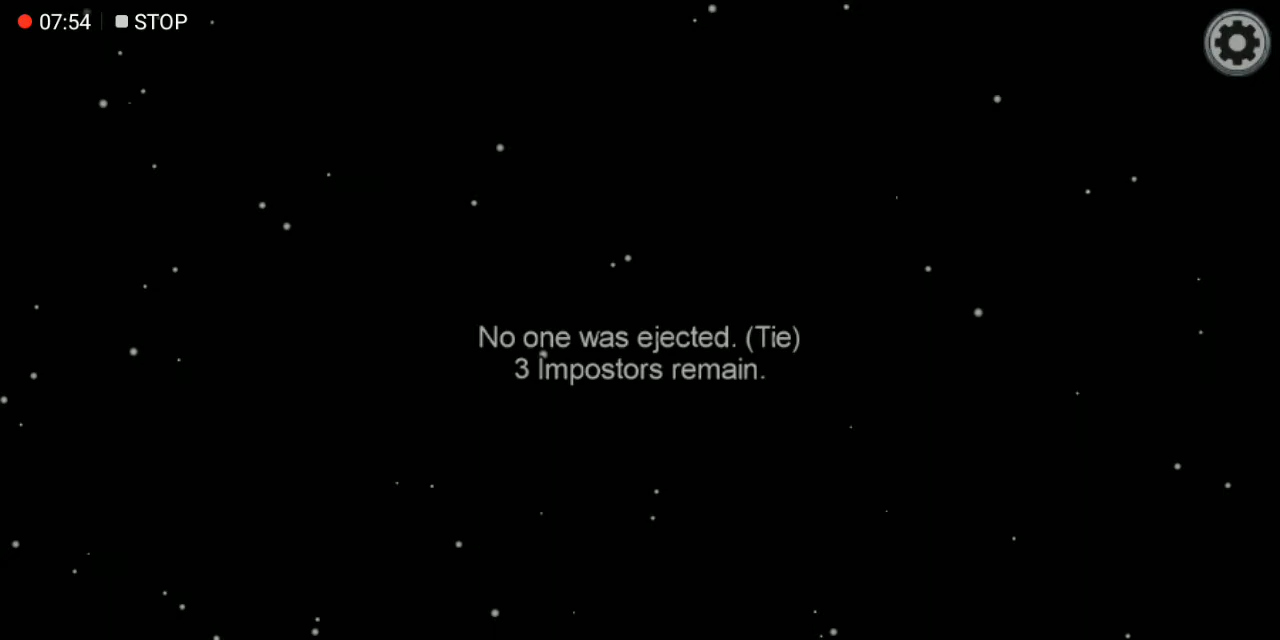 07:54 STOP
No one was ejected. (Tie)
3 Impostors remain.